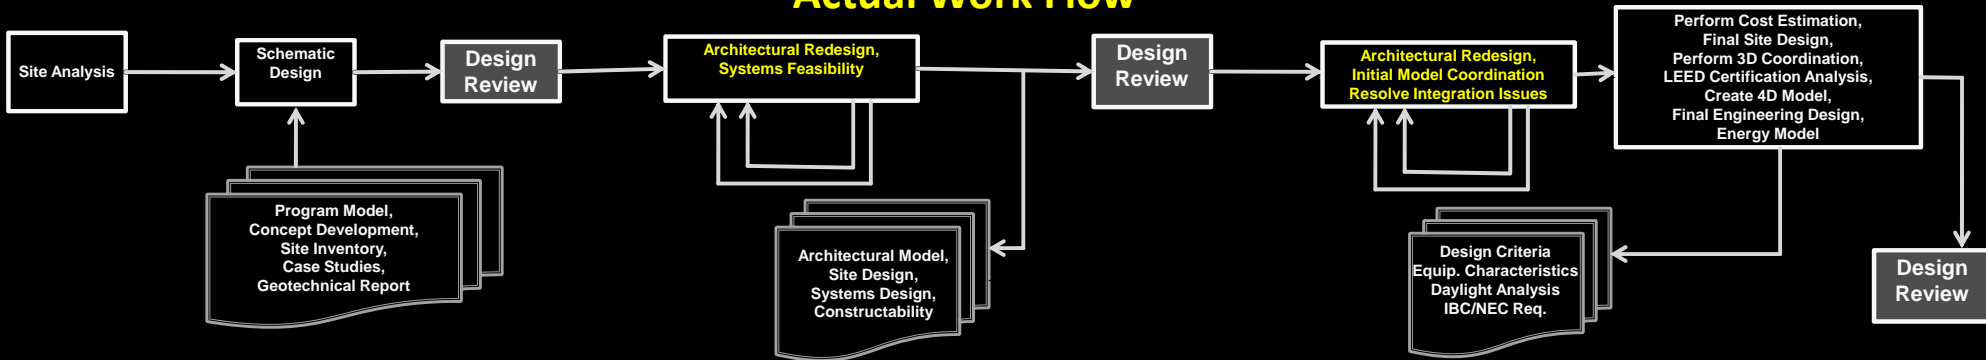 Actual Work Flow
Site Analysis
Schematic
Design
Design
Review
Architectural Redesign,
Systems Feasibility
Design
Review
Architectural Redesign,
Initial Model Coordination
Resolve Integration Issues
Perform Cost Estimation,
Final Site Design,
Perform 3D Coordination,
LEED Certification Analysis,
Create 4D Model,
Final Engineering Design,
Energy Model
Program Model,
Concept Development,
Site Inventory,
Case Studies,
Geotechnical Report
Architectural Model,
Site Design,
Systems Design,
Constructability
Design Criteria
Equip. Characteristics
Daylight Analysis
IBC/NEC Req.
Design
Review